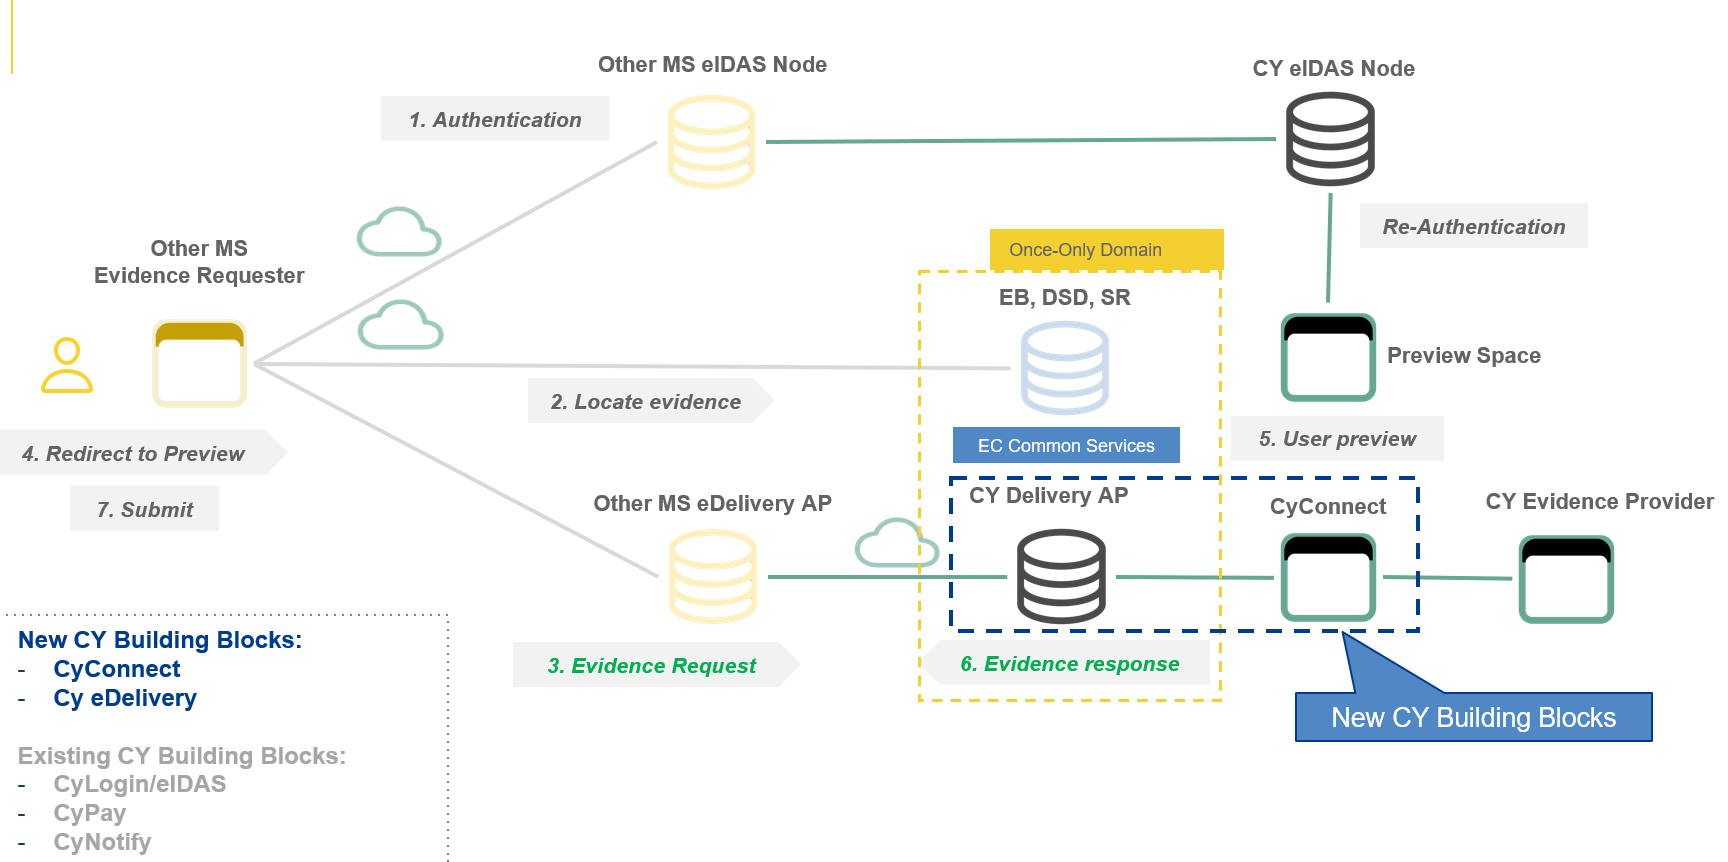 Other MS eIDAS Node
CY eIDAS Node
1. Authentication
Re-Authentication
Other MS
Evidence Requester
Once-Only Domain
EB, DSD, SR
Preview Space
2. Locate evidence
EC Common Services
5. User preview
4. Redirect to Preview
7. Submit
Other MS eDelivery AP
CY Delivery AP
CyConnect
CY Evidence Provider
3. Evidence Request
6. Evidence response
New CY Building Blocks
New CY Building Blocks:
- CyConnect
- Cy eDelivery
Existing CY Building Blocks:
- CyLogin/eIDAS
- CyPay
- CyNotify